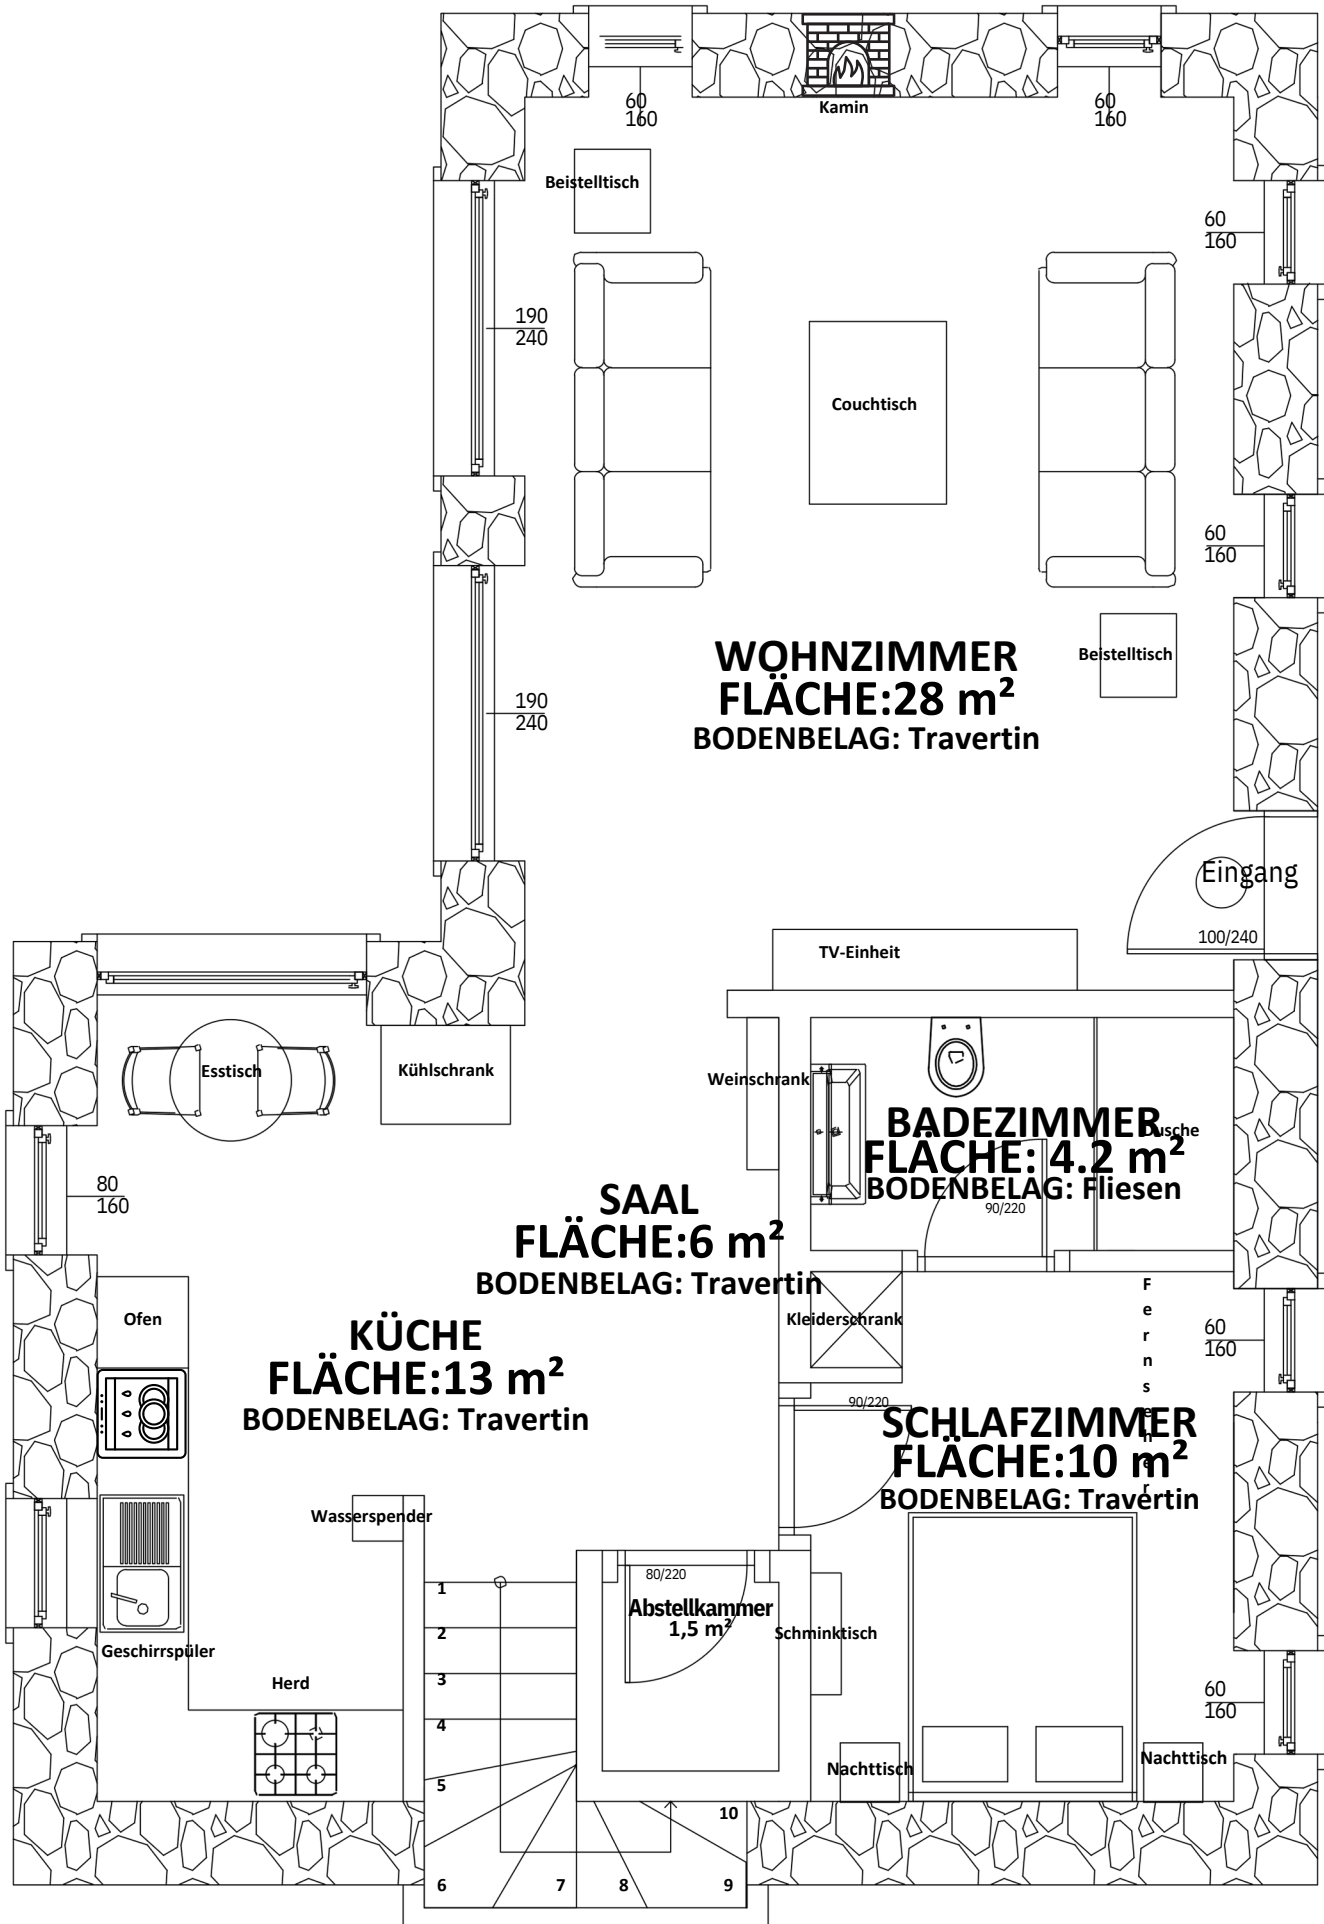 60
160
Kamin
60
160
Beistelltisch
60
160
190
240
Couchtisch
60
160
WOHNZIMMER
FLÄCHE:28 m²
BODENBELAG: Travertin
Beistelltisch
190
240
Eingang
100/240
TV-Einheit
Esstisch
Kühlschrank
Weinschrank
BADEZIMMER
FLÄCHE: 4.2 m²
BODENBELAG: Fliesen
Dusche
90/220
80
160
SAAL
FLÄCHE:6 m²
BODENBELAG: Travertin
Ofen
KÜCHE
FLÄCHE:13 m²
BODENBELAG: Travertin
Kleiderschrank
F
e
r
n
s
e
h
e
r
60
160
90/220
SCHLAFZIMMER
FLÄCHE:10 m²
BODENBELAG: Travertin
Wasserspender
80/220
Abstellkammer
1,5 m²
Schminktisch
Geschirrspüler
Herd
1
2
3
4
5
6
7
8
9
10
60
160
Nachttisch
Nachttisch